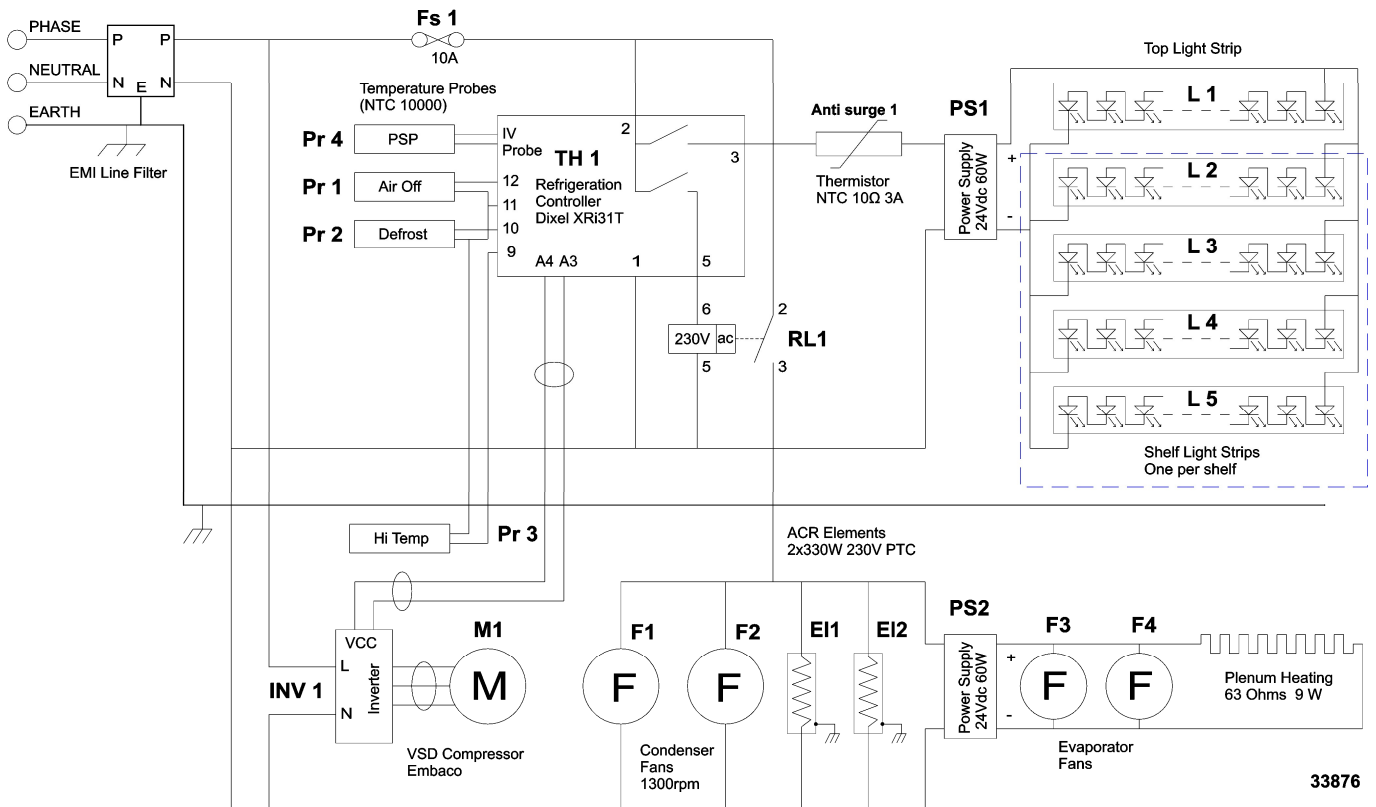 PHASE
P P
Fs 1
10A
NEUTRAL
N E N
EARTH
EMI Line Filter
Temperature Probes
(NTC 10000)
Pr 4
PSP
IV
Probe
Pr 1
Air Off
12
11
Pr 2
Defrost
10
9
TH 1
Refrigeration
Controller
Dixel XRi31T
2
3
A4 A3
1
5
6
230V ac
5
2
RL1
3
Anti surge 1
Thermistor
NTC 10Ω 3A
PS1
Power Supply
24Vdc 60W
+
-
Top Light Strip
L 1
L 2
L 3
L 4
L 5
Shelf Light Strips
One per shelf
Hi Temp
Pr 3
ACR Elements
2x330W 230V PTC
VCC
L
INV 1
Inverter
N
M1
M
VSD Compressor
Embaco
F1
F
F2
F
Condenser
Fans
1300rpm
El1
El2
PS2
Power Supply
24Vdc 60W
+
-
F3
F
F4
F
Evaporator
Fans
Plenum Heating
63 Ohms 9 W
33876